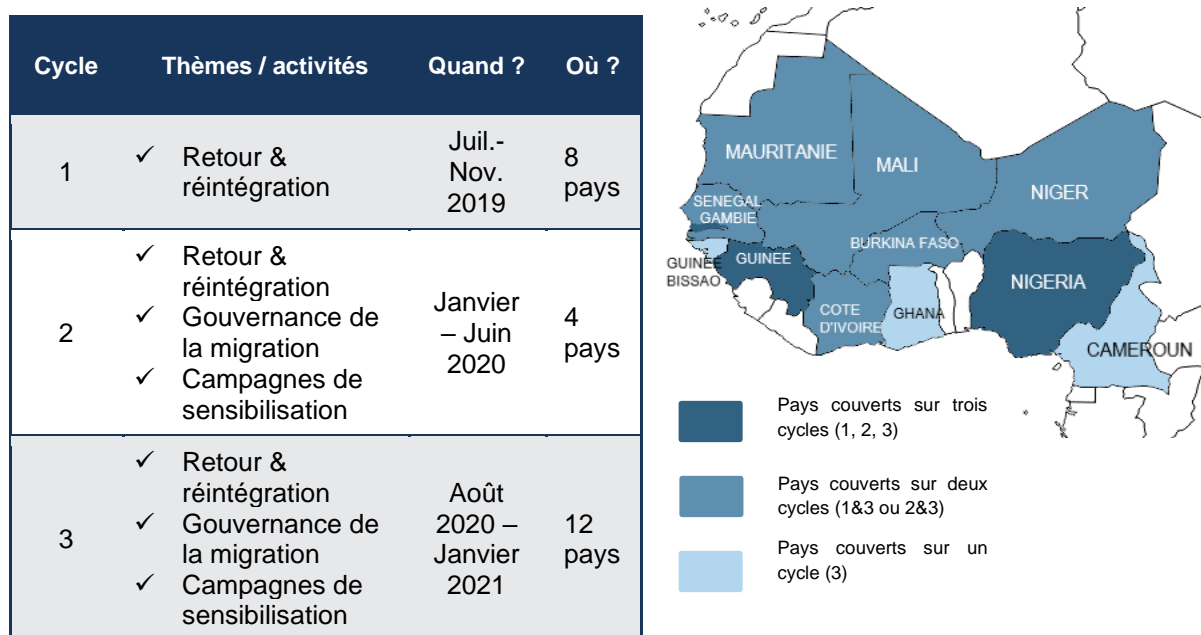 Cycle Thèmes / activités Quand ? Où ?
1
✓ Retour &
réintégration
Juil.-
Nov.
2019
8
pays
2
✓ Retour &
réintégration
✓ Gouvernance de
la migration
✓ Campagnes de
sensibilisation
Janvier
– Juin
2020
4
pays
3
✓ Retour &
réintégration
✓ Gouvernance de
la migration
✓ Campagnes de
sensibilisation
Août
2020 –
Janvier
2021
12
pays
MAURITANIE
MALI
NIGER
SENEGAL
GAMBIE
BURKINA FASO
GUINEE
GUINEE
BISSAO
NIGERIA
COTE
D'IVOIRE
GHANA
CAMEROUN
Pays couverts sur trois
cycles (1, 2, 3)
Pays couverts sur deux
cycles (1&3 ou 2&3)
Pays couverts sur un
cycle (3)